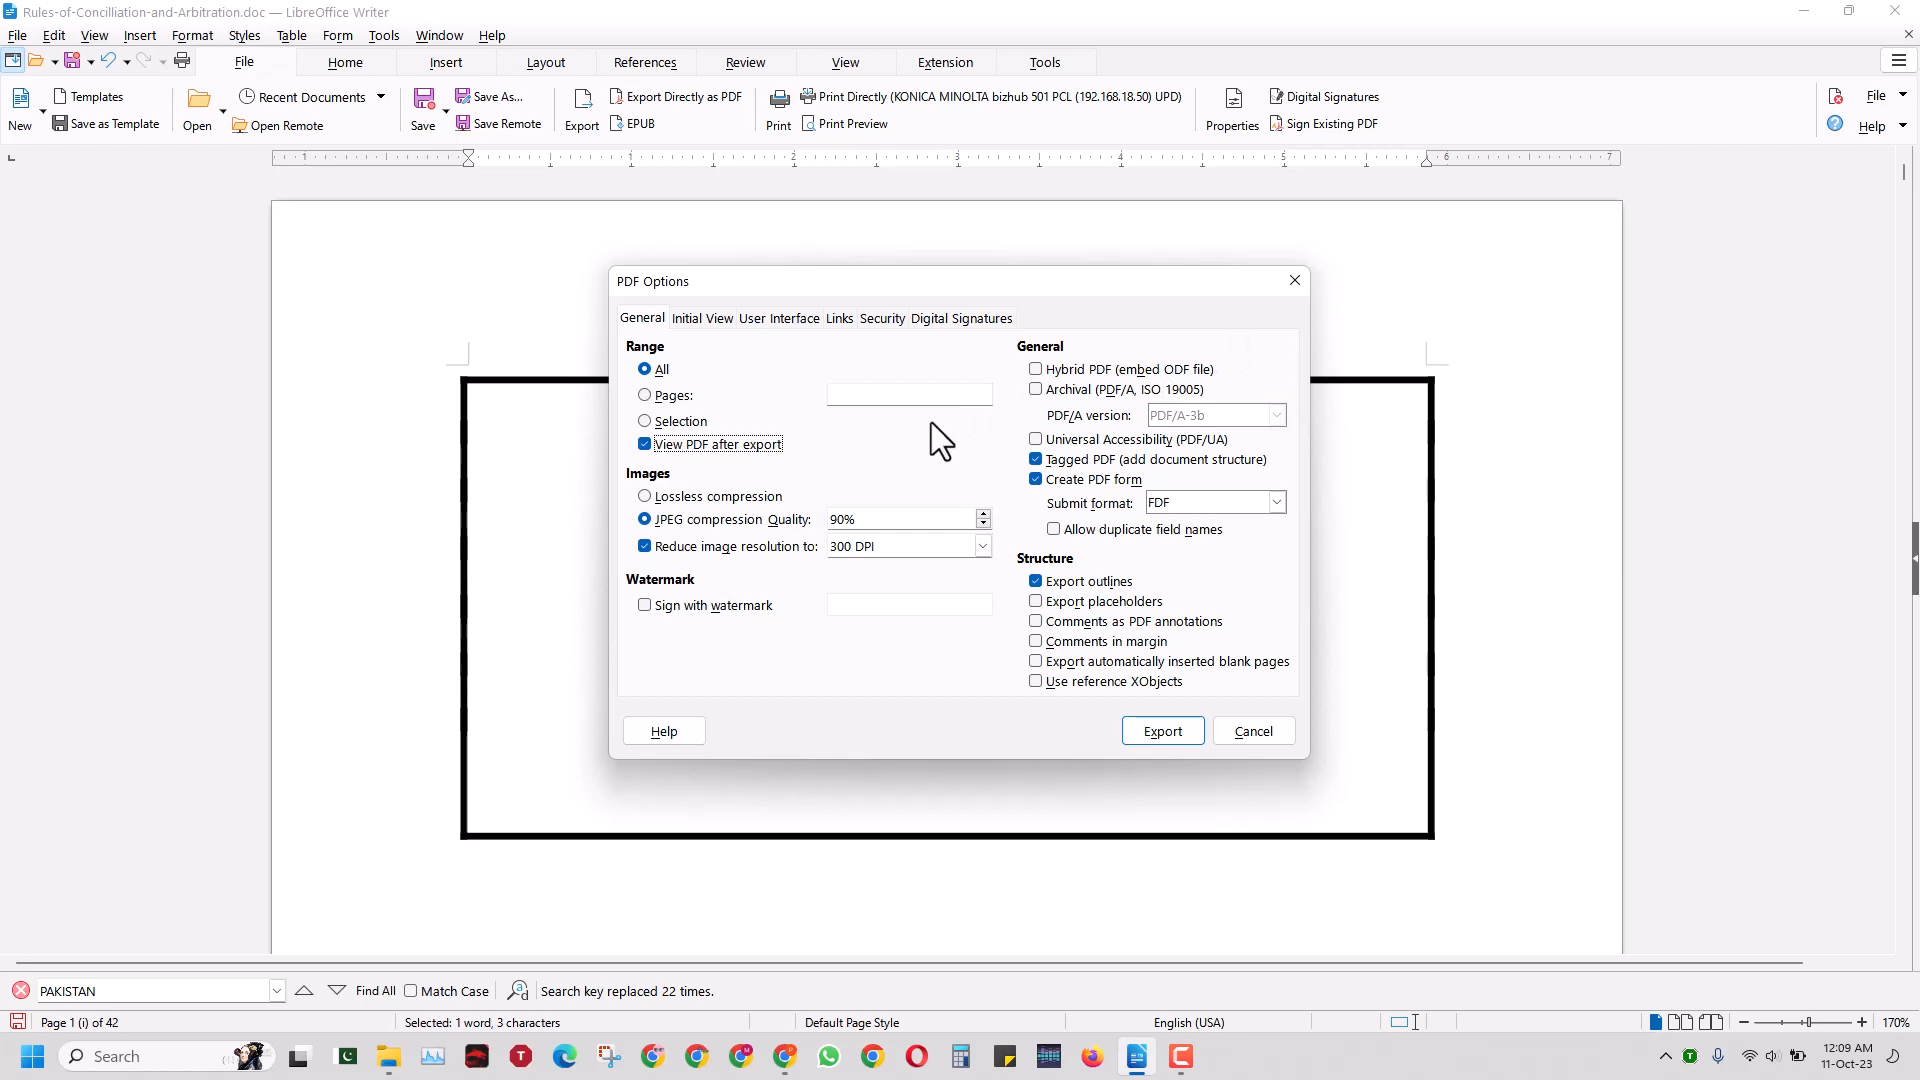 Rules-of-Concilliation-and-Arbitration.doc — LibreOffice Writer
File Edit View Insert Format Styles Table Form Tools Window Help
File Home Insert Layout References Review View Extension Tools
New
Templates
Save as Template
Open
Recent Documents
Open Remote
Save
Save As...
Save Remote
Export
Export Directly as PDF
EPUB
Print
Print Directly (KONICA MINOLTA bizhub 501 PCL (192.168.18.50) UPD)
Print Preview
Properties
Digital Signatures
Sign Existing PDF
File
Help
1 1 2 3 4 5 6 7
PDF Options
General Initial View User Interface Links Security Digital Signatures
Range
All
Pages:
Selection
View PDF after export
Images
Lossless compression
JPEG compression Quality: 90%
Reduce image resolution to: 300 DPI
Watermark
Sign with watermark
General
Hybrid PDF (embed ODF file)
Archival (PDF/A, ISO 19005)
PDF/A version: PDF/A-3b
Universal Accessibility (PDF/UA)
Tagged PDF (add document structure)
Create PDF form
Submit format: FDF
Allow duplicate field names
Structure
Export outlines
Export placeholders
Comments as PDF annotations
Comments in margin
Export automatically inserted blank pages
Use reference XObjects
Help Export Cancel
PAKISTAN Find All Match Case Search key replaced 22 times.
Page 1 (i) of 42 Selected: 1 word, 3 characters Default Page Style English (USA) 170%
Search
12:09 AM
11-Oct-23